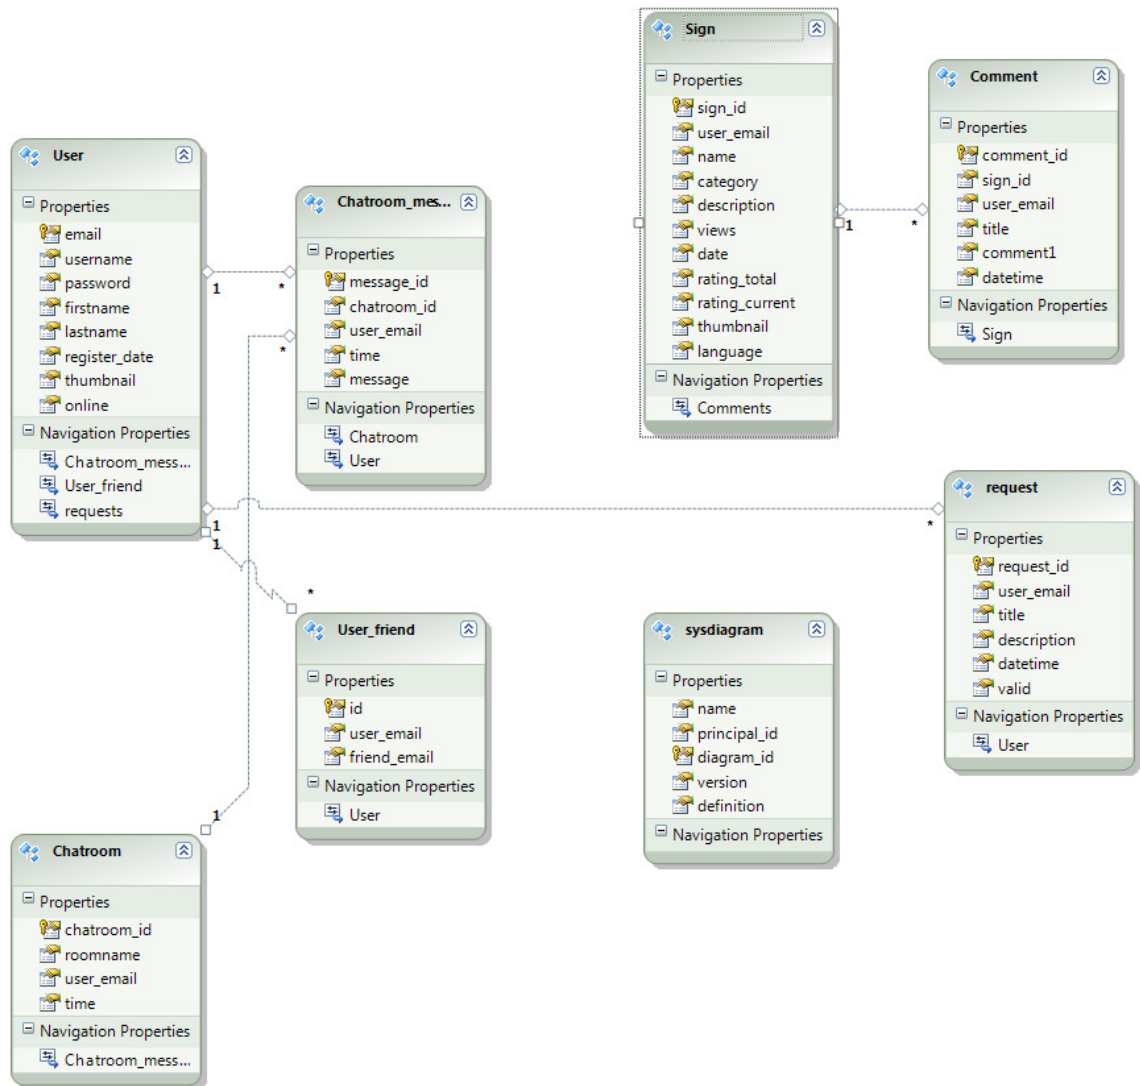 Sign
Properties
sign_id
user_email
name
category
description
views
date
rating_total
rating_current
thumbnail
language
Navigation Properties
Comments
1
*
Comment
Properties
comment_id
sign_id
user_email
title
comment1
datetime
Navigation Properties
Sign
User
Properties
email
username
password
firstname
lastname
register_date
thumbnail
online
Navigation Properties
Chatroom_mess...
User_friend
requests
1
*
*
1
1
*
*
Chatroom_mes...
Properties
message_id
chatroom_id
user_email
time
message
Navigation Properties
Chatroom
User
request
Properties
request_id
user_email
title
description
datetime
valid
Navigation Properties
User
User_friend
Properties
id
user_email
friend_email
Navigation Properties
User
sysdiagram
Properties
name
principal_id
diagram_id
version
definition
Navigation Properties
1
Chatroom
Properties
chatroom_id
roomname
user_email
time
Navigation Properties
Chatroom_mess...